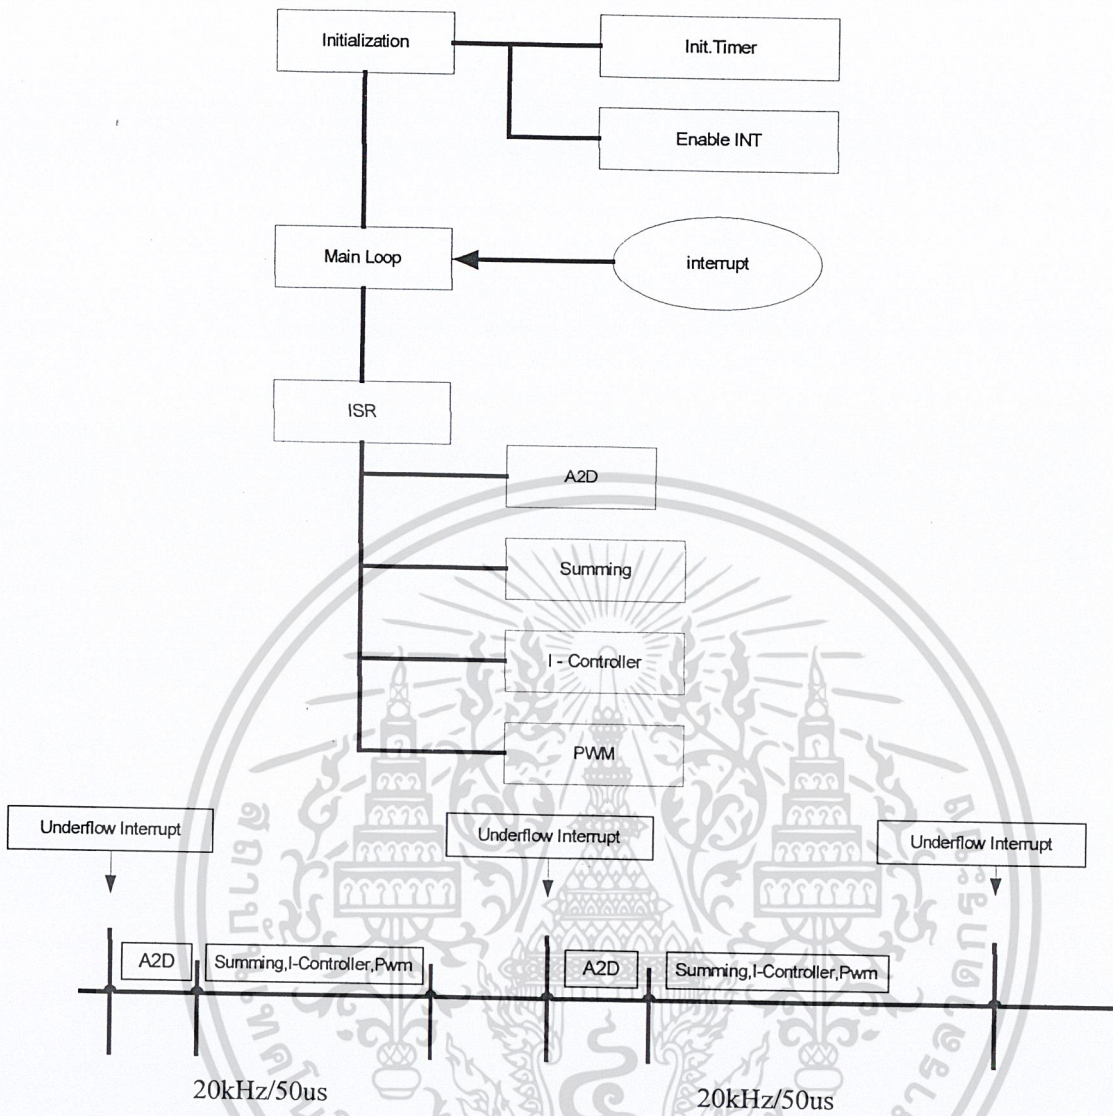 Initialization
Init.Timer
Enable INT
Main Loop
interrupt
ISR
A2D
Summing
I - Controller
PWM
Underflow Interrupt
Underflow Interrupt
Underflow Interrupt
A2D
Summing,I-Controller,Pwm
A2D
Summing,I-Controller,Pwm
20kHz/50us
20kHz/50us